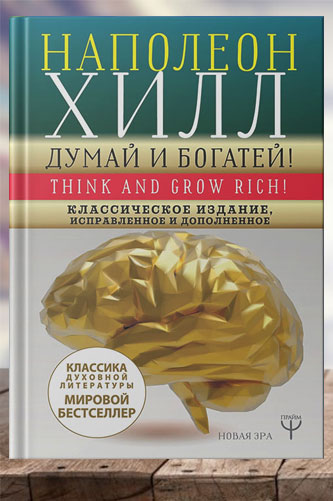 НАПОЛЕОН
ХИЛЛ
ДУМАЙ И БОГАТЕЙ!
THINK AND GROW RICH!
КЛАССИЧЕСКОЕ ИЗДАНИЕ,
ИСПРАВЛЕННОЕ И ДОПОЛНЕННОЕ
КЛАССИКА
ДУХОВНОЙ
ЛИТЕРАТУРЫ
МИРОВОЙ
БЕСТСЕЛЛЕР
НОВАЯ ЭРА
ПРАЙМ